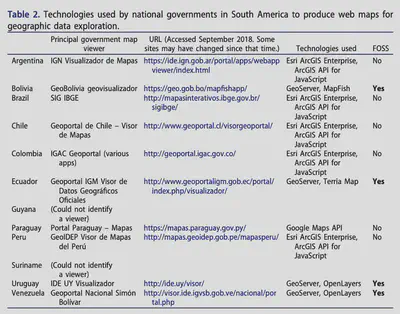 Table 2. Technologies used by national governments in South America to produce web maps for
geographic data exploration.
Principal government map viewer | URL (Accessed September 2018. Some sites may have changed since that time.) | Technologies used | FOSS
Argentina | IGN Visualizador de Mapas | https://ide.ign.gob.ar/portal/apps/webappviewer/index.html | Esri ArcGIS Enterprise, ArcGIS API for JavaScript | No
Bolivia | GeoBolivia geovisualizador | https://geo.gob.bo/mapfishapp/ | GeoServer, MapFish | Yes
Brazil | SIG IBGE | http://mapasinterativos.ibge.gov.br/sigibge/ | Esri ArcGIS Enterprise, ArcGIS API for JavaScript | No
Chile | Geoportal de Chile – Visor de Mapas | http://www.geoportal.cl/visorgeoportal/ | Esri ArcGIS Enterprise, ArcGIS API for JavaScript | No
Colombia | IGAC Geoportal (various apps) | http://geoportal.igac.gov.co/ | Esri ArcGIS Enterprise, ArcGIS API for JavaScript | No
Ecuador | Geoportal IGM Visor de Datos Geográficos Oficiales | http://www.geoportaligm.gob.ec/portal/index.php/visualizador/ | GeoServer, Terria Map | Yes
Guyana | (Could not identify a viewer)
Paraguay | Portal Paraguay – Mapas | https://mapas.paraguay.gov.py/ | Google Maps API | No
Peru | GeoIDEP Visor de Mapas del Perú | http://mapas.geoidep.gob.pe/mapasperu/ | Esri ArcGIS Enterprise, ArcGIS API for JavaScript | No
Suriname | (Could not identify a viewer)
Uruguay | IDE UY Visualizador | http://ide.uy/visor/ | GeoServer, OpenLayers | Yes
Venezuela | Geoportal Nacional Simón Bolívar | http://visor.ide.igvsb.gob.ve/nacional/portal.php | GeoServer, OpenLayers | Yes